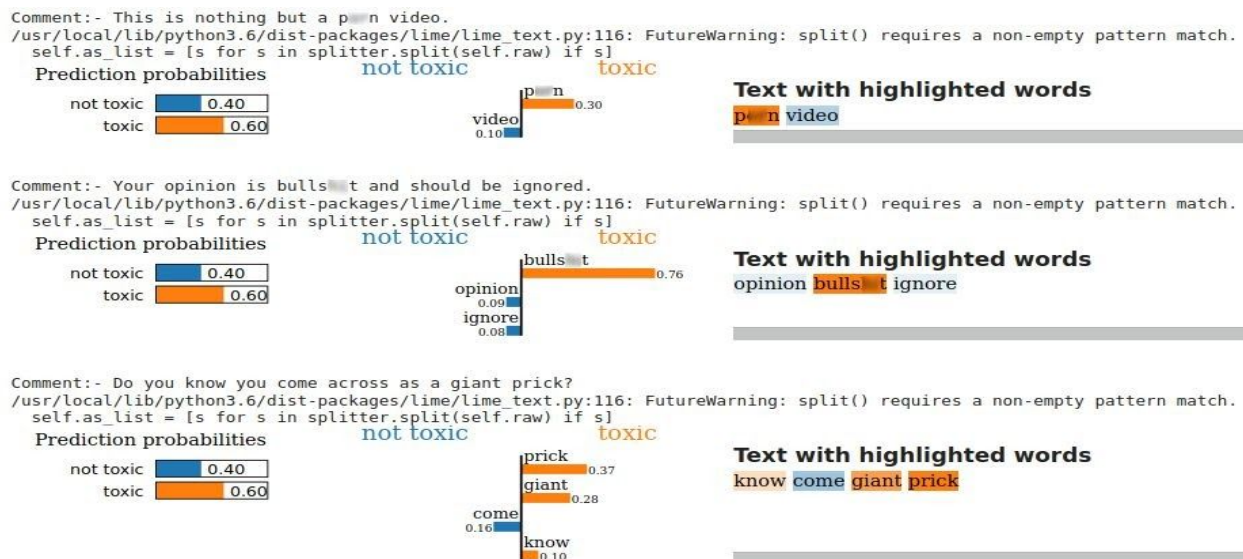 Comment:- This is nothing but a video.
/usr/local/lib/python3.6/dist-packages/lime/lime_text.py:116: FutureWarning: split() requires a non-empty pattern match.
self.as_list = [s for s in splitter.split(self.raw) if s]
Prediction probabilities
not toxic 0.40
toxic 0.60
not toxic toxic
0.30
video
0.10
Text with highlighted words
video
Comment:- Your opinion is and should be ignored.
/usr/local/lib/python3.6/dist-packages/lime/lime_text.py:116: FutureWarning: split() requires a non-empty pattern match.
self.as_list = [s for s in splitter.split(self.raw) if s]
Prediction probabilities
not toxic 0.40
toxic 0.60
not toxic toxic
0.76
opinion
0.09
ignore
0.08
Text with highlighted words
opinion ignore
Comment:- Do you know you come across as a giant prick?
/usr/local/lib/python3.6/dist-packages/lime/lime_text.py:116: FutureWarning: split() requires a non-empty pattern match.
self.as_list = [s for s in splitter.split(self.raw) if s]
Prediction probabilities
not toxic 0.40
toxic 0.60
not toxic toxic
prick
0.37
giant
0.28
come
0.16
know
0.10
Text with highlighted words
know come giant prick